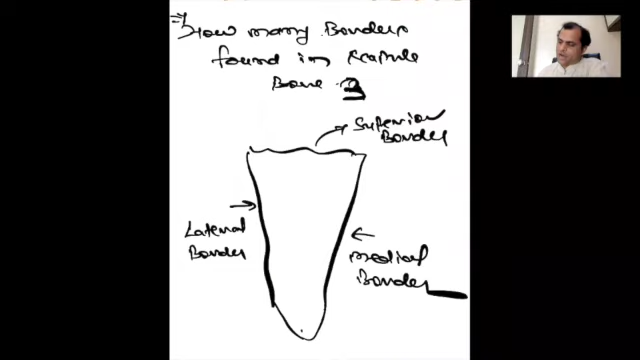 ⇒ How many Borders
found in scapula
Bone. 3
Superior
Border
Lateral
Border
medial
Border